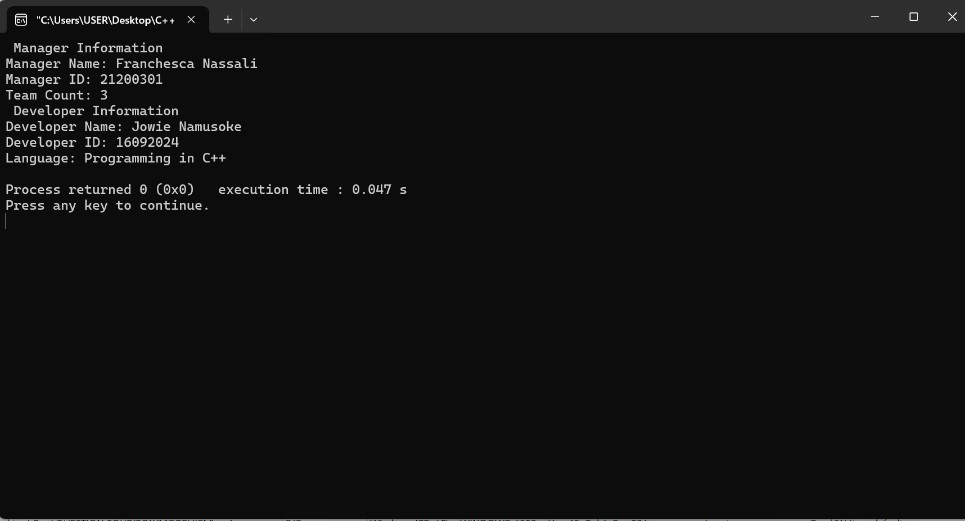 "C:\Users\USER\Desktop\C++
Manager Information
Manager Name: Franchesca Nassali
Manager ID: 21200301
Team Count: 3
Developer Information
Developer Name: Jowie Namusoke
Developer ID: 16092024
Language: Programming in C++
Process returned 0 (0x0)   execution time : 0.047 s
Press any key to continue.